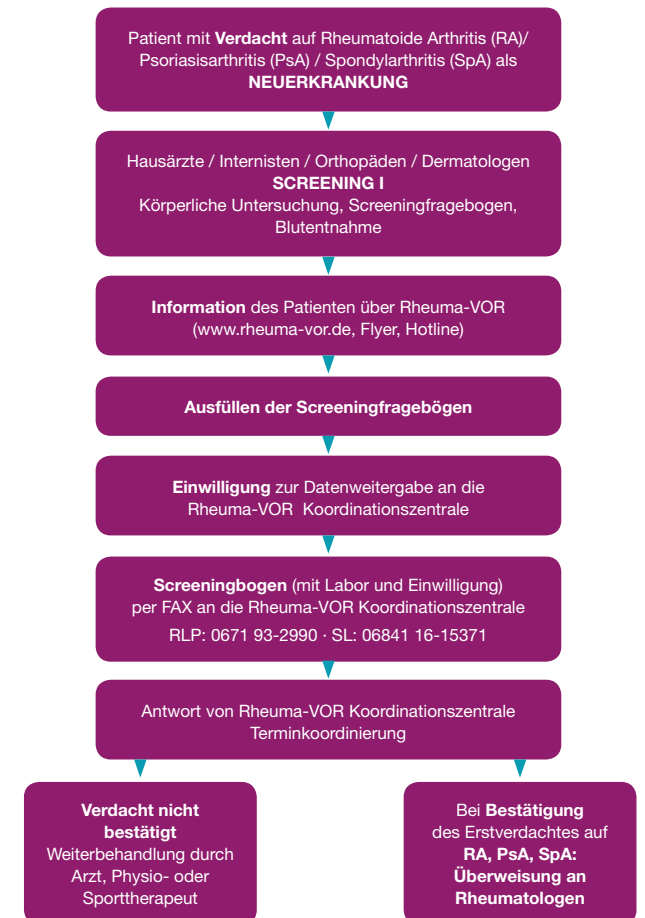 Patient mit Verdacht auf Rheumatoide Arthritis (RA)/
Psoriasisarthritis (PsA) / Spondylarthritis (SpA) als
NEUERKRANKUNG
Hausärzte / Internisten / Orthopäden / Dermatologen
SCREENING I
Körperliche Untersuchung, Screeningfragebogen,
Blutentnahme
Information des Patienten über Rheuma-VOR
(www.rheuma-vor.de, Flyer, Hotline)
Ausfüllen der Screeningfragebögen
Einwilligung zur Datenweitergabe an die
Rheuma-VOR Koordinationszentrale
Screeningbogen (mit Labor und Einwilligung)
per FAX an die Rheuma-VOR Koordinationszentrale
RLP: 0671 93-2990 · SL: 06841 16-15371
Antwort von Rheuma-VOR Koordinationszentrale
Terminkoordinierung
Verdacht nicht
bestätigt
Weiterbehandlung durch
Arzt, Physio- oder
Sporttherapeut
Bei Bestätigung
des Erstverdachtes auf
RA, PsA, SpA:
Überweisung an
Rheumatologen